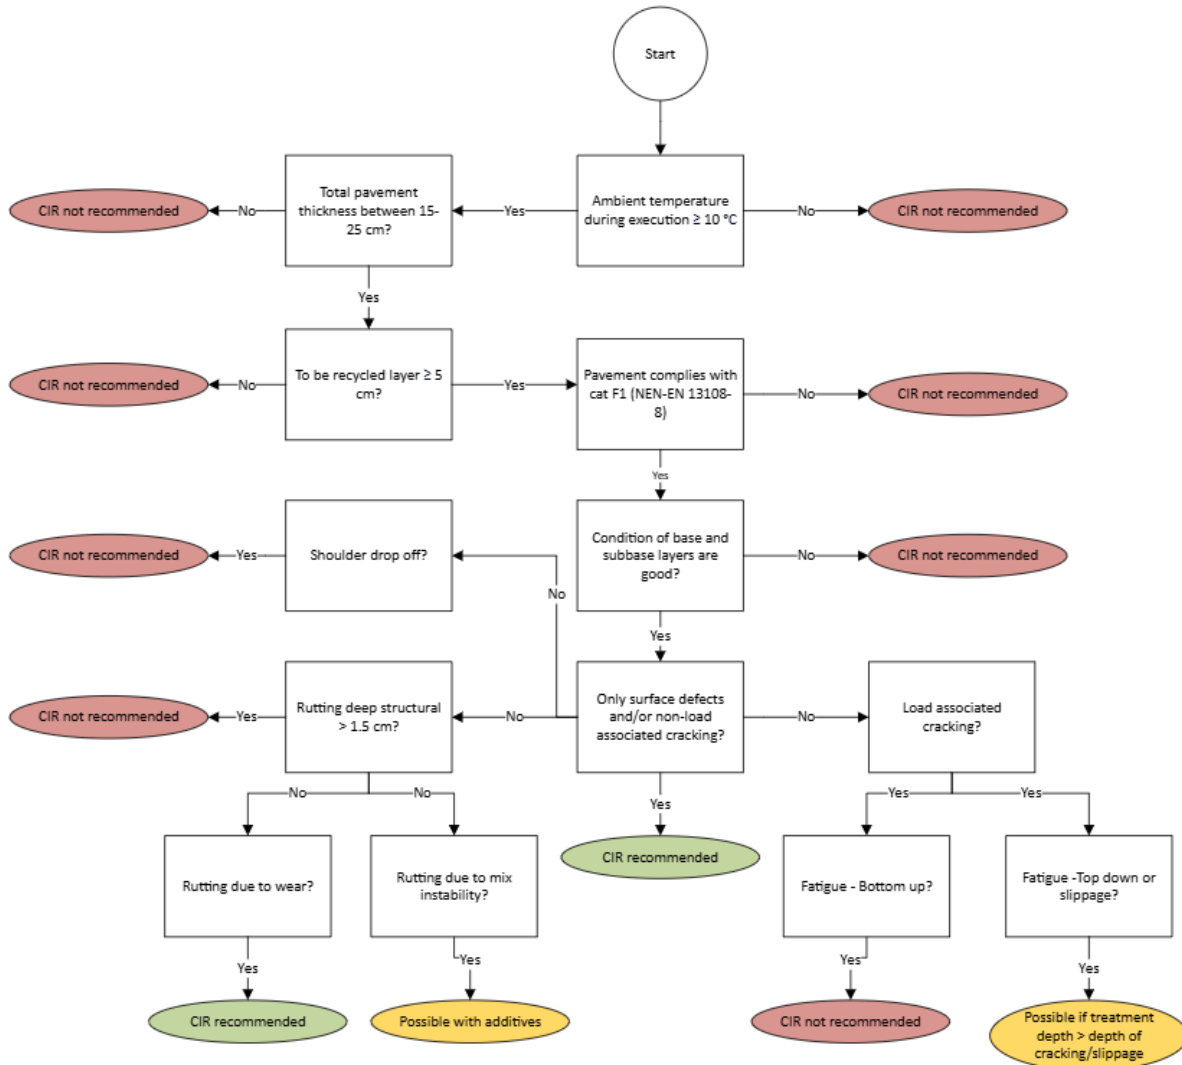 Start
Total pavement
thickness between 15-
25 cm?
Ambient temperature
during execution ≥ 10 °C
CIR not recommended
No
Yes
No
CIR not recommended
Yes
To be recycled layer ≥ 5
cm?
Pavement complies with
cat F1 (NEN-EN 13108-
8)
CIR not recommended
No
Yes
No
CIR not recommended
Yes
Shoulder drop off?
Condition of base and
subbase layers are
good?
CIR not recommended
Yes
No
CIR not recommended
No
Yes
Rutting deep structural
> 1.5 cm?
Only surface defects
and/or non-load
associated cracking?
Load associated
cracking?
CIR not recommended
Yes
No
No
No
No
Yes
Yes
Yes
CIR recommended
Rutting due to wear?
Rutting due to mix
instability?
Fatigue - Bottom up?
Fatigue -Top down or
slippage?
Yes
Yes
Yes
Yes
CIR recommended
Possible with additives
CIR not recommended
Possible if treatment
depth > depth of
cracking/slippage